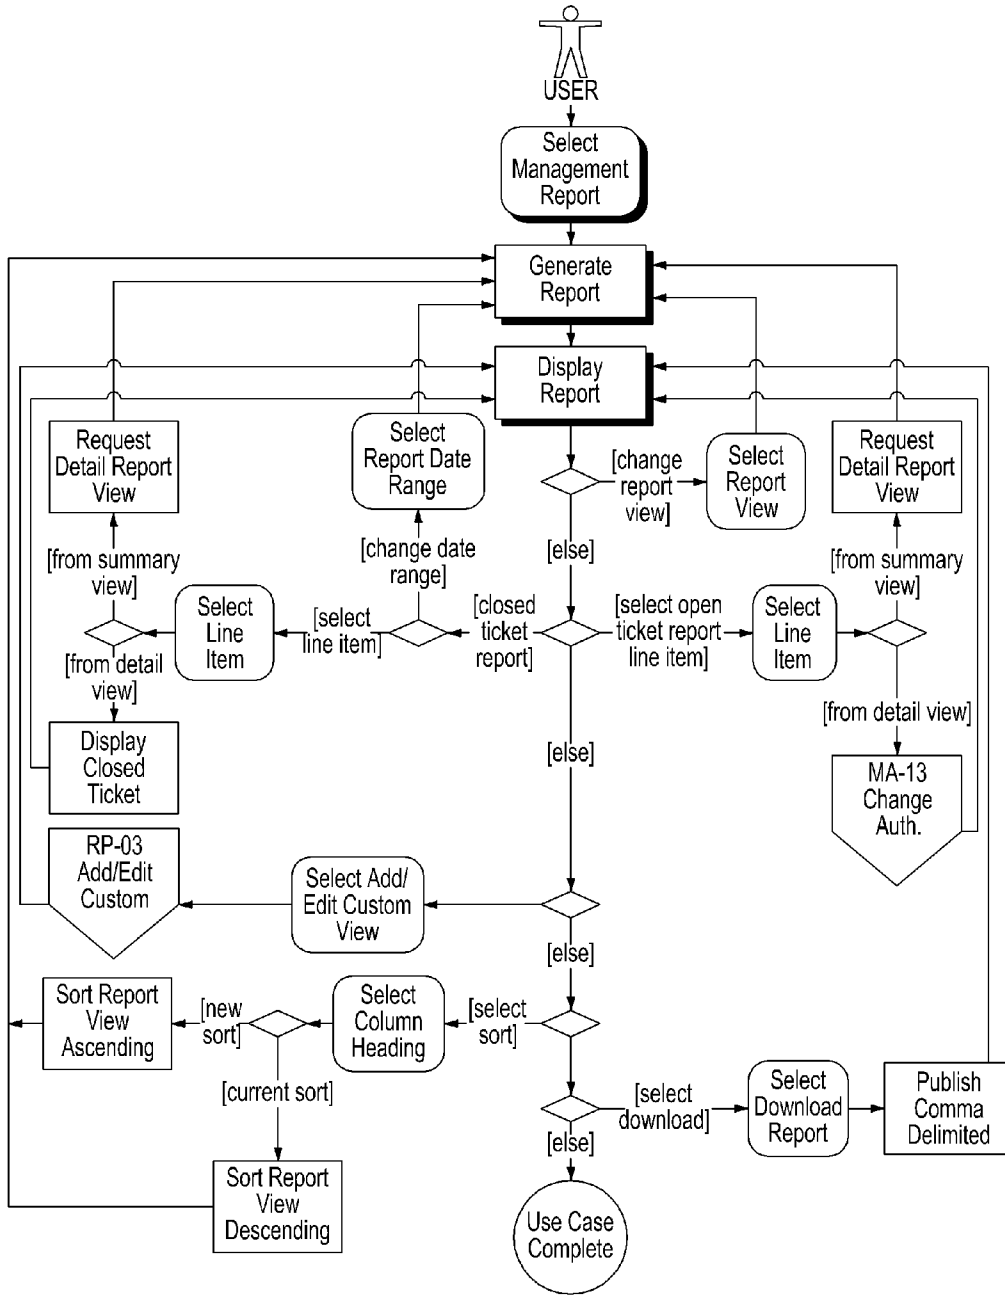 USER
Select
Management
Report
Generate
Report
Display
Report
Request
Detail Report
View
Select
Report Date
Range
[change
report
view]
Select
Report
View
Request
Detail Report
View
[from summary
view]
[change date
range]
[else]
[from summary
view]
Select
Line
Item
[select
line item]
[closed
ticket
report]
[select open
ticket report
line item]
Select
Line
Item
[from detail
view]
[from detail view]
Display
Closed
Ticket
[else]
MA-13
Change
Auth.
RP-03
Add/Edit
Custom
Select Add/
Edit Custom
View
[else]
Sort Report
View
Ascending
[new
sort]
Select
Column
Heading
[select
sort]
[current sort]
[select
download]
Select
Download
Report
Publish
Comma
Delimited
[else]
Sort Report
View
Descending
Use Case
Complete